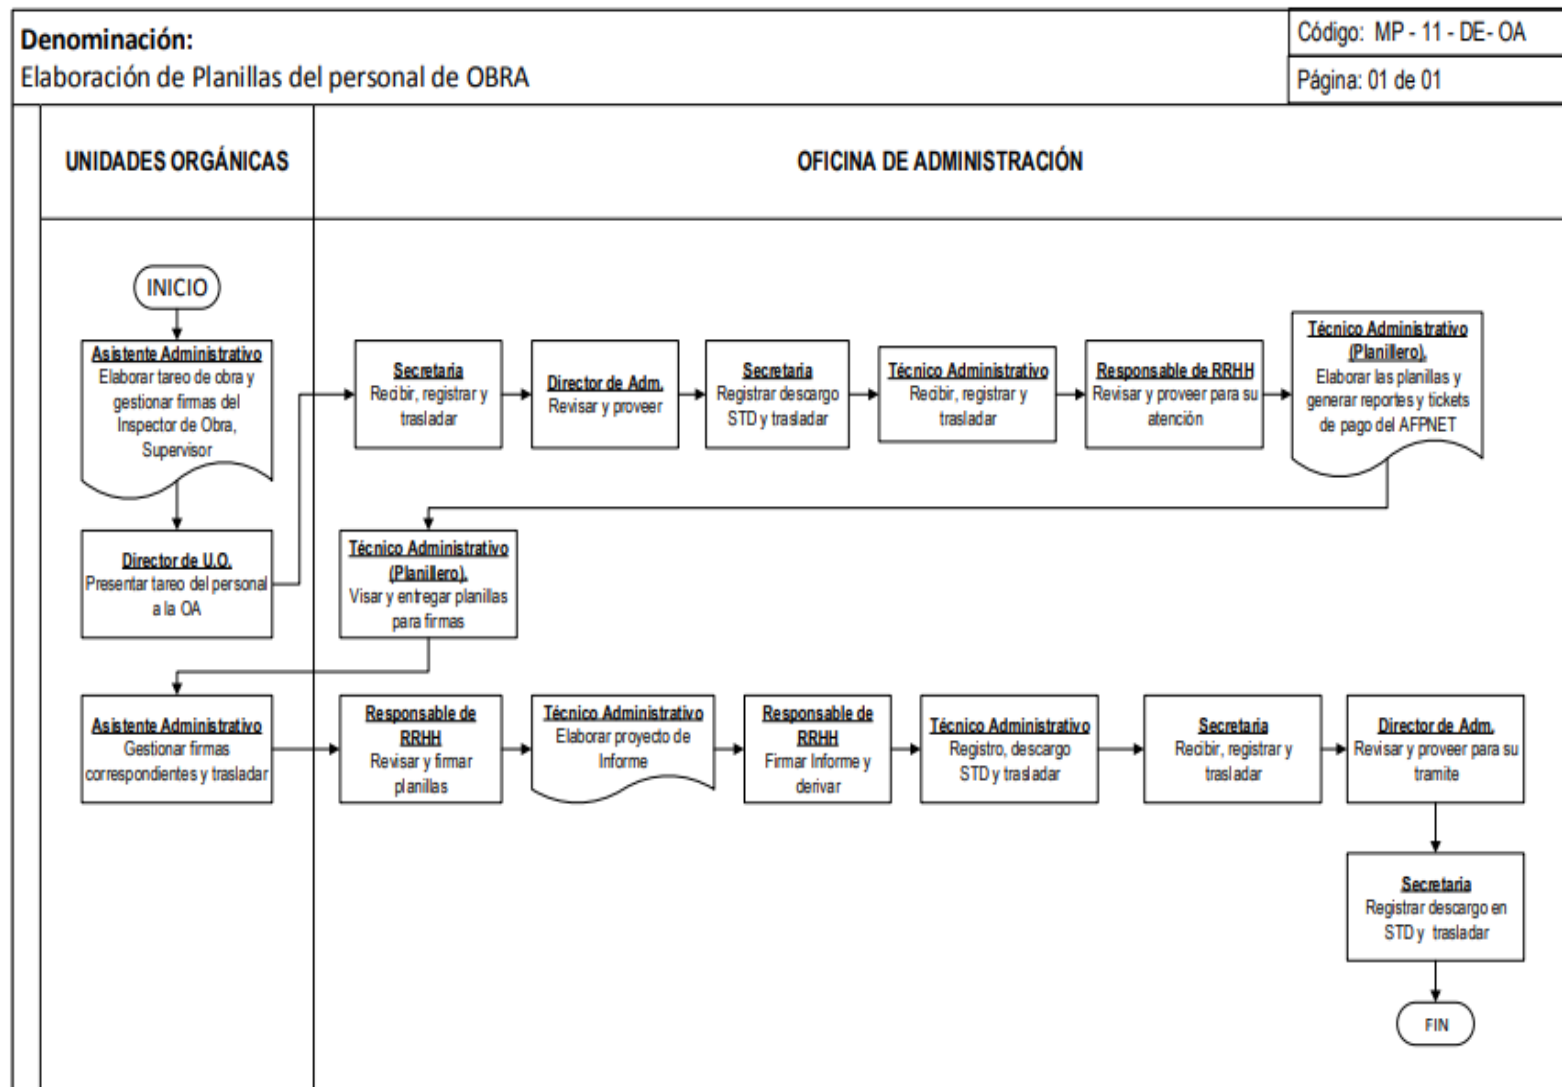 Denominación:
Elaboración de Planillas del personal de OBRA
Código: MP - 11 - DE- OA
Página: 01 de 01
UNIDADES ORGÁNICAS
OFICINA DE ADMINISTRACIÓN
INICIO
Asistente Administrativo
Elaborar tareo de obra y
gestionar firmas del
Inspector de Obra,
Supervisor
Director de U.O.
Presentar tareo del personal
a la OA
Secretaria
Recibir, registrar y
trasladar
Director de Adm.
Revisar y proveer
Secretaria
Registrar descargo
STD y trasladar
Técnico Administrativo
Recibir, registrar y
trasladar
Responsable de RRHH
Revisar y proveer para su
atención
Técnico Administrativo
(Planillero).
Elaborar las planillas y
generar reportes y tickets
de pago del AFPNET
Técnico Administrativo
(Planillero).
Visar y entregar planillas
para firmas
Asistente Administrativo
Gestionar firmas
correspondientes y trasladar
Responsable de
RRHH
Revisar y firmar
planillas
Técnico Administrativo
Elaborar proyecto de
Informe
Responsable de
RRHH
Firmar Informe y
derivar
Técnico Administrativo
Registro, descargo
STD y trasladar
Secretaria
Recibir, registrar y
trasladar
Director de Adm.
Revisar y proveer para su
tramite
Secretaria
Registrar descargo en
STD y trasladar
FIN